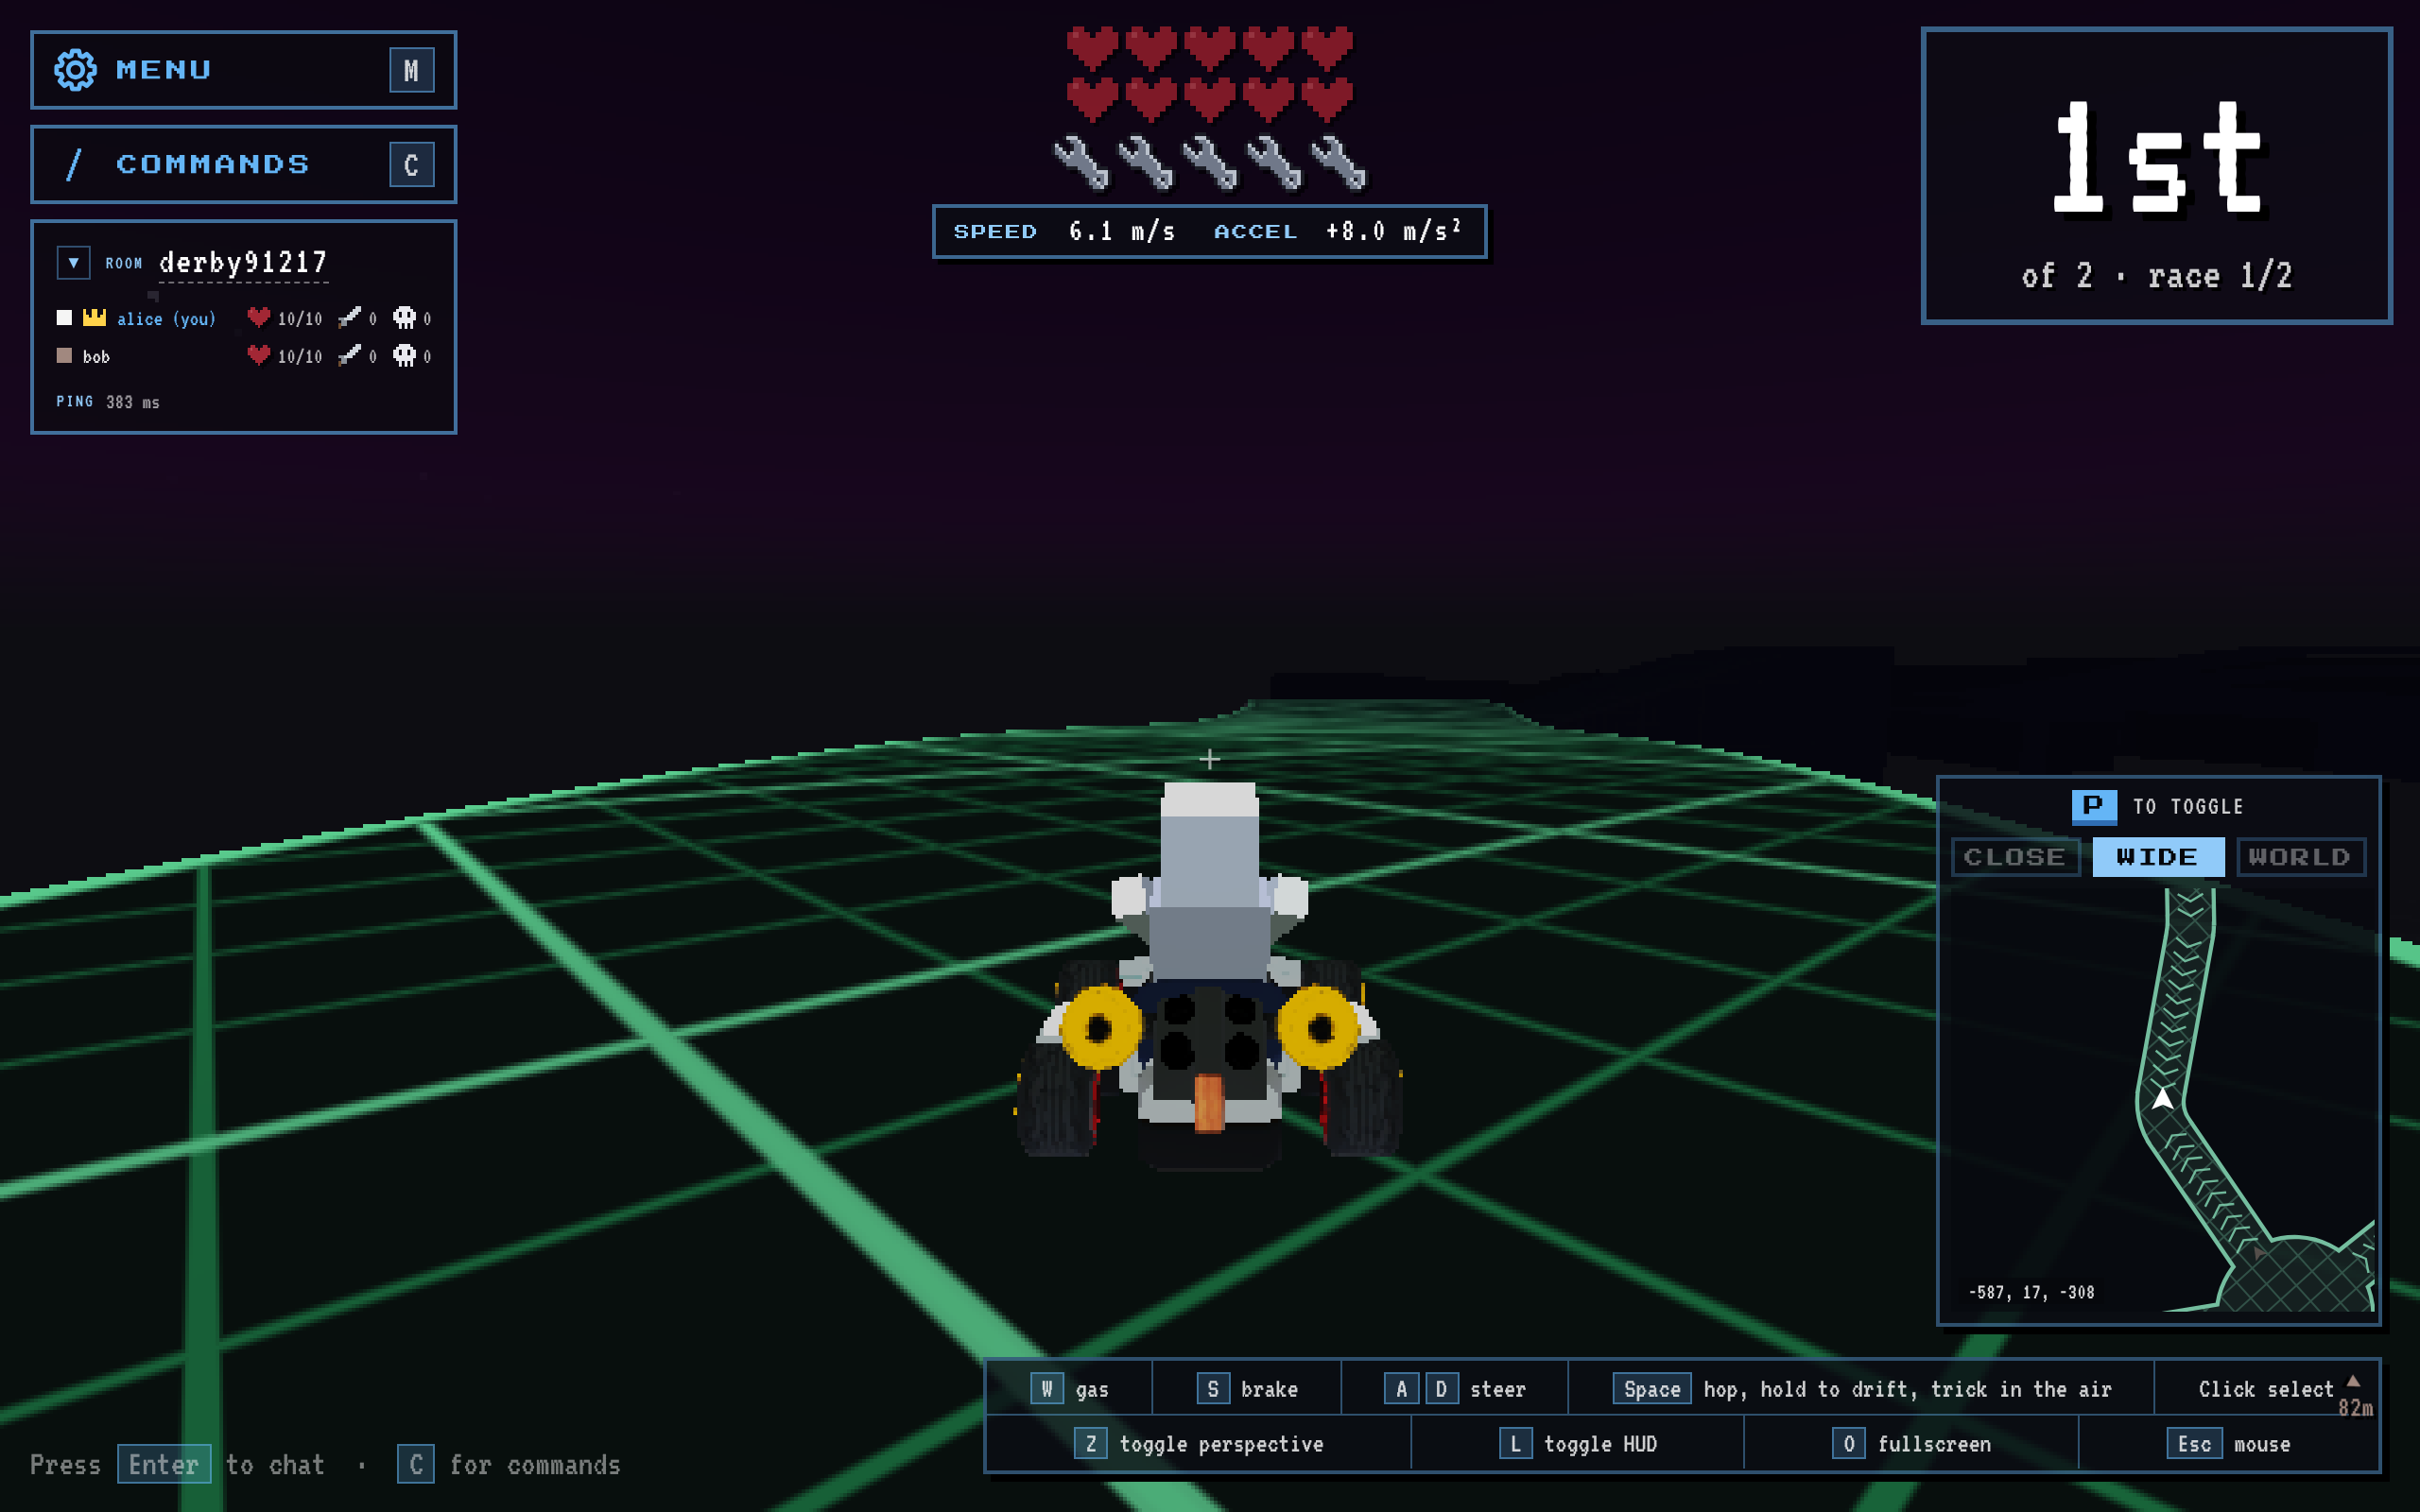 MENU M
/ COMMANDS C
▼ ROOM derby91217
alice (you) 10/10 0 0
bob 10/10 0 0
PING 383 ms
SPEED 6.1 m/s ACCEL +8.0 m/s²
1st
of 2 · race 1/2
P TO TOGGLE
CLOSE WIDE WORLD
-587, 17, -308
W gas S brake A D steer Space hop, hold to drift, trick in the air Click select
82m
Z toggle perspective L toggle HUD O fullscreen Esc mouse
Press Enter to chat · C for commands